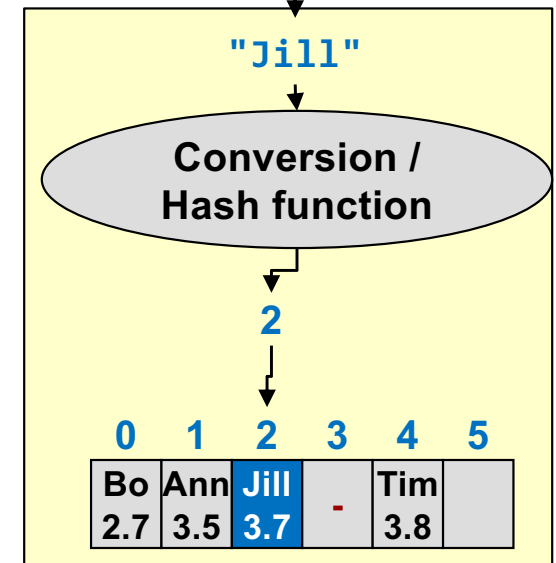 "Jill"
Conversion /
Hash function
2
0 1 2 3 4 5
Bo Ann Jill - Tim
2.7 3.5 3.7 3.8